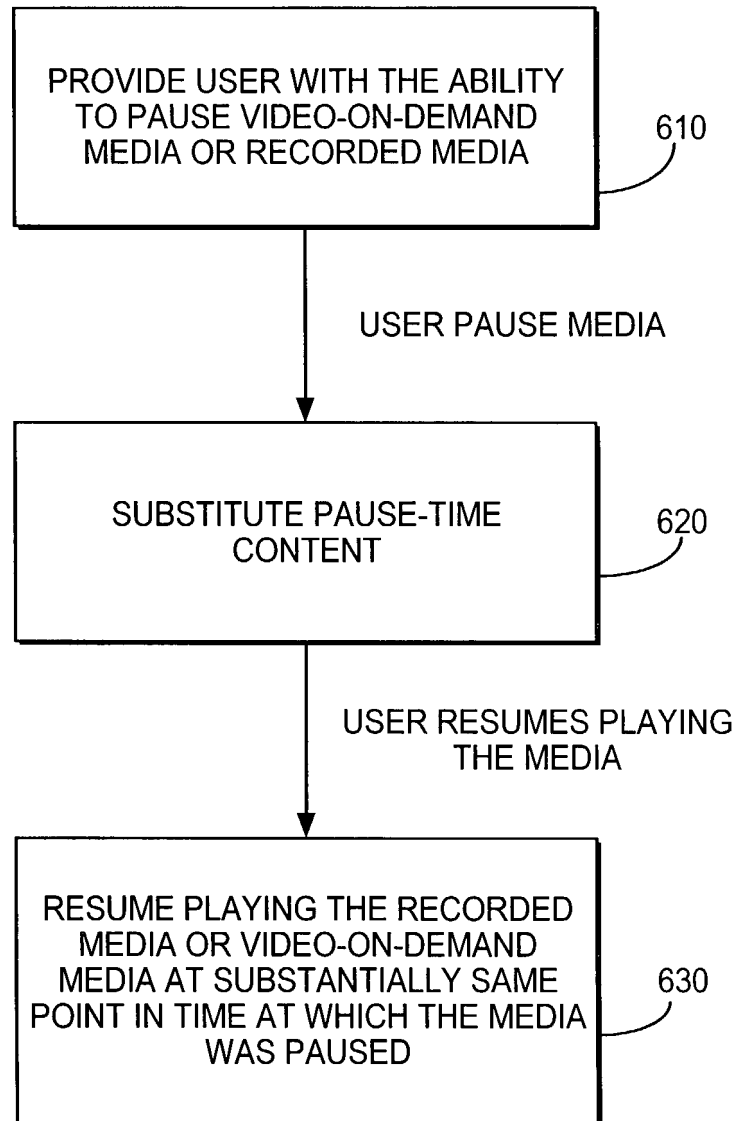 PROVIDE USER WITH THE ABILITY
TO PAUSE VIDEO-ON-DEMAND
MEDIA OR RECORDED MEDIA
610
USER PAUSE MEDIA
SUBSTITUTE PAUSE-TIME
CONTENT
620
USER RESUMES PLAYING
THE MEDIA
RESUME PLAYING THE RECORDED
MEDIA OR VIDEO-ON-DEMAND
MEDIA AT SUBSTANTIALLY SAME
POINT IN TIME AT WHICH THE MEDIA
WAS PAUSED
630